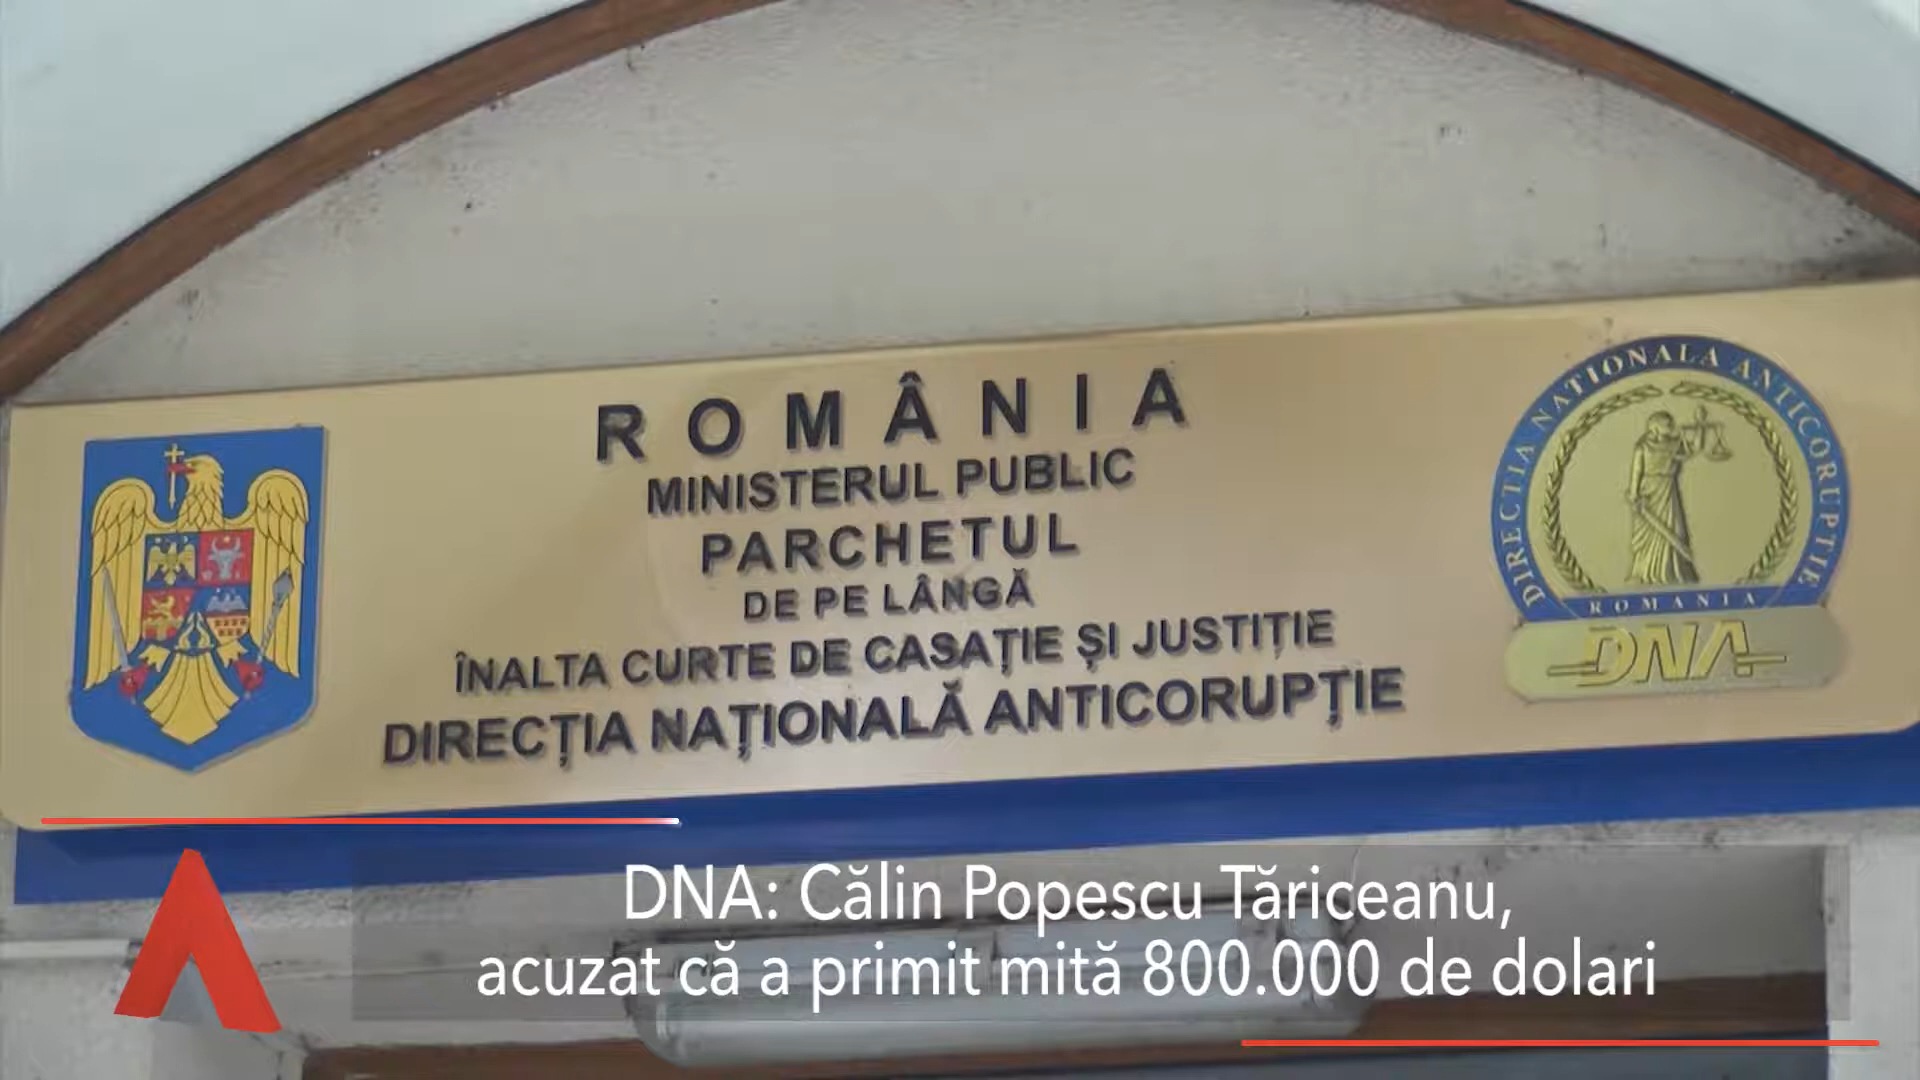 ROMÂNIA
MINISTERUL PUBLIC
PARCHETUL
DE PE LÂNGĂ
ÎNALTA CURTE DE CASAȚIE ȘI JUSTIȚIE
DIRECȚIA NAȚIONALĂ ANTICORUPȚIE
DIRECTIA NATIONALA ANTICORUPTIE
ROMANIA
DNA
DNA: Călin Popescu Tăriceanu,
acuzat că a primit mită 800.000 de dolari